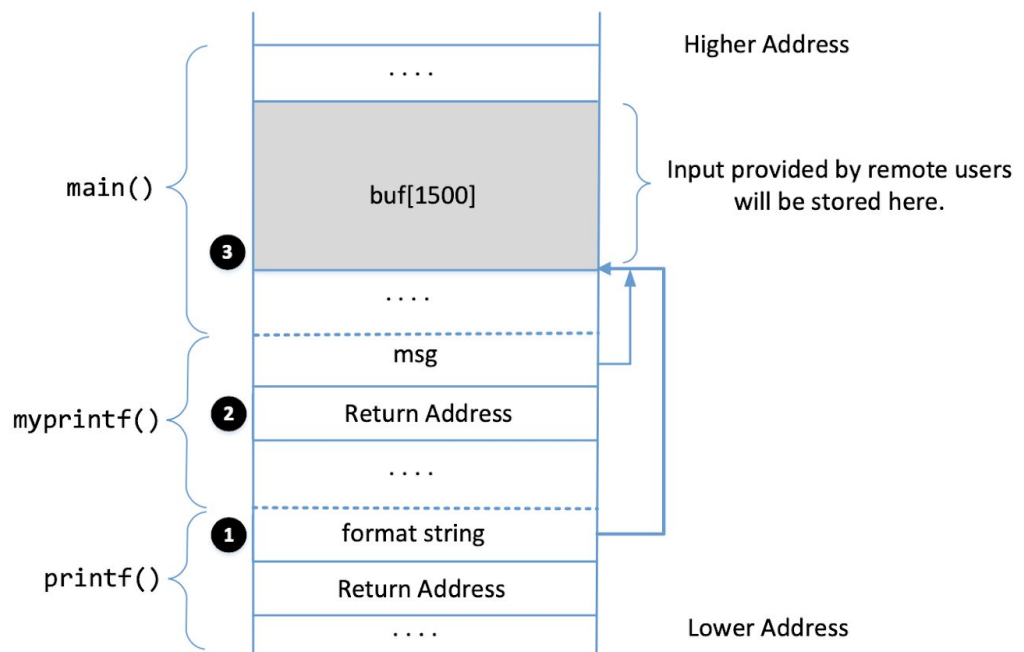 Higher Address
. . . .
main()
buf[1500]
Input provided by remote users
will be stored here.
3
. . . .
msg
myprintf()
2
Return Address
. . . .
1
format string
printf()
Return Address
. . . .
Lower Address